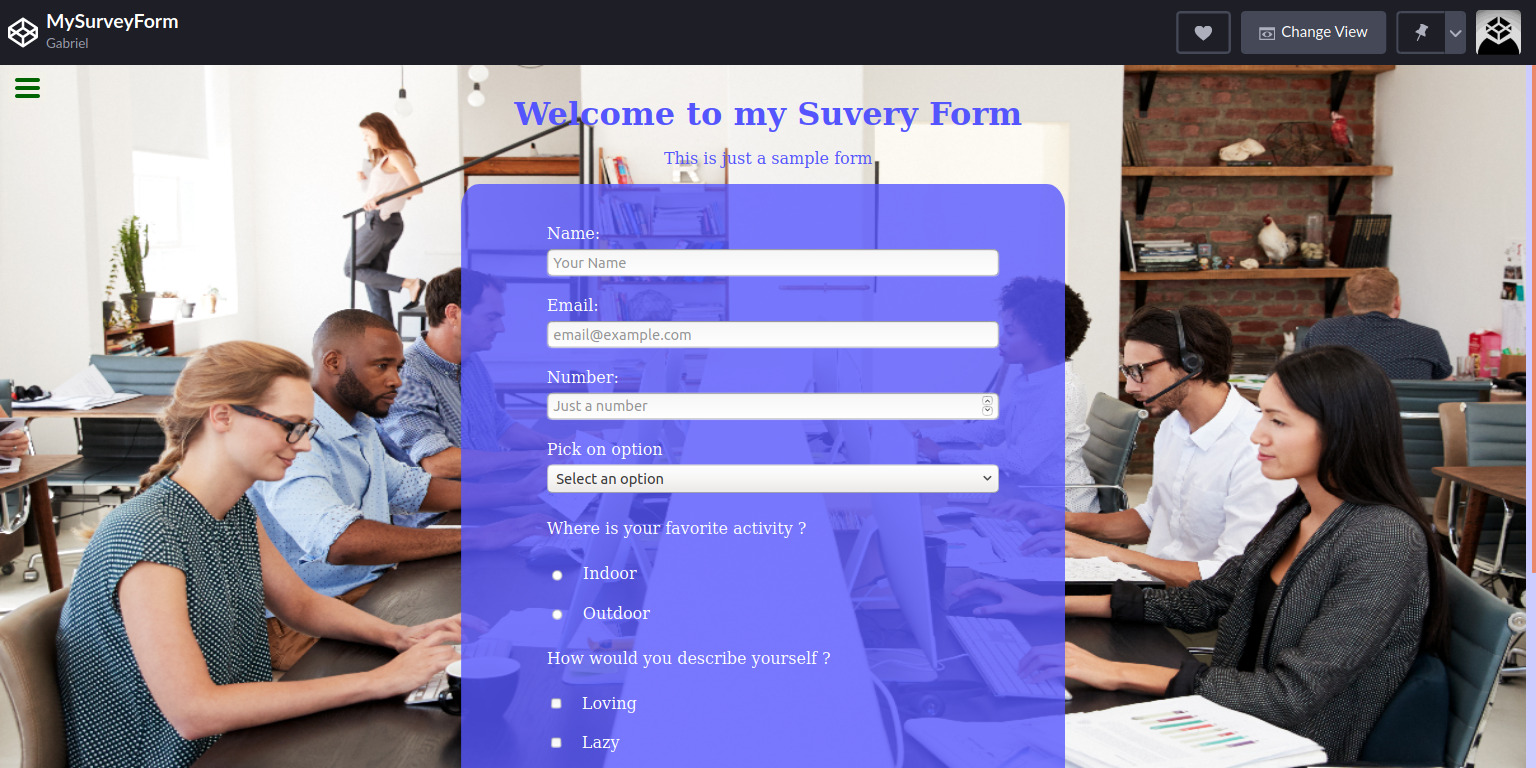 MySurveyForm
Gabriel
Change View
Welcome to my Suvery Form
This is just a sample form
R
Name:
Your Name
Email:
email@example.com
Number:
Just a number
Pick on option
Select an option
Where is your favorite activity ?
Indoor
Outdoor
How would you describe yourself ?
Loving
Lazy